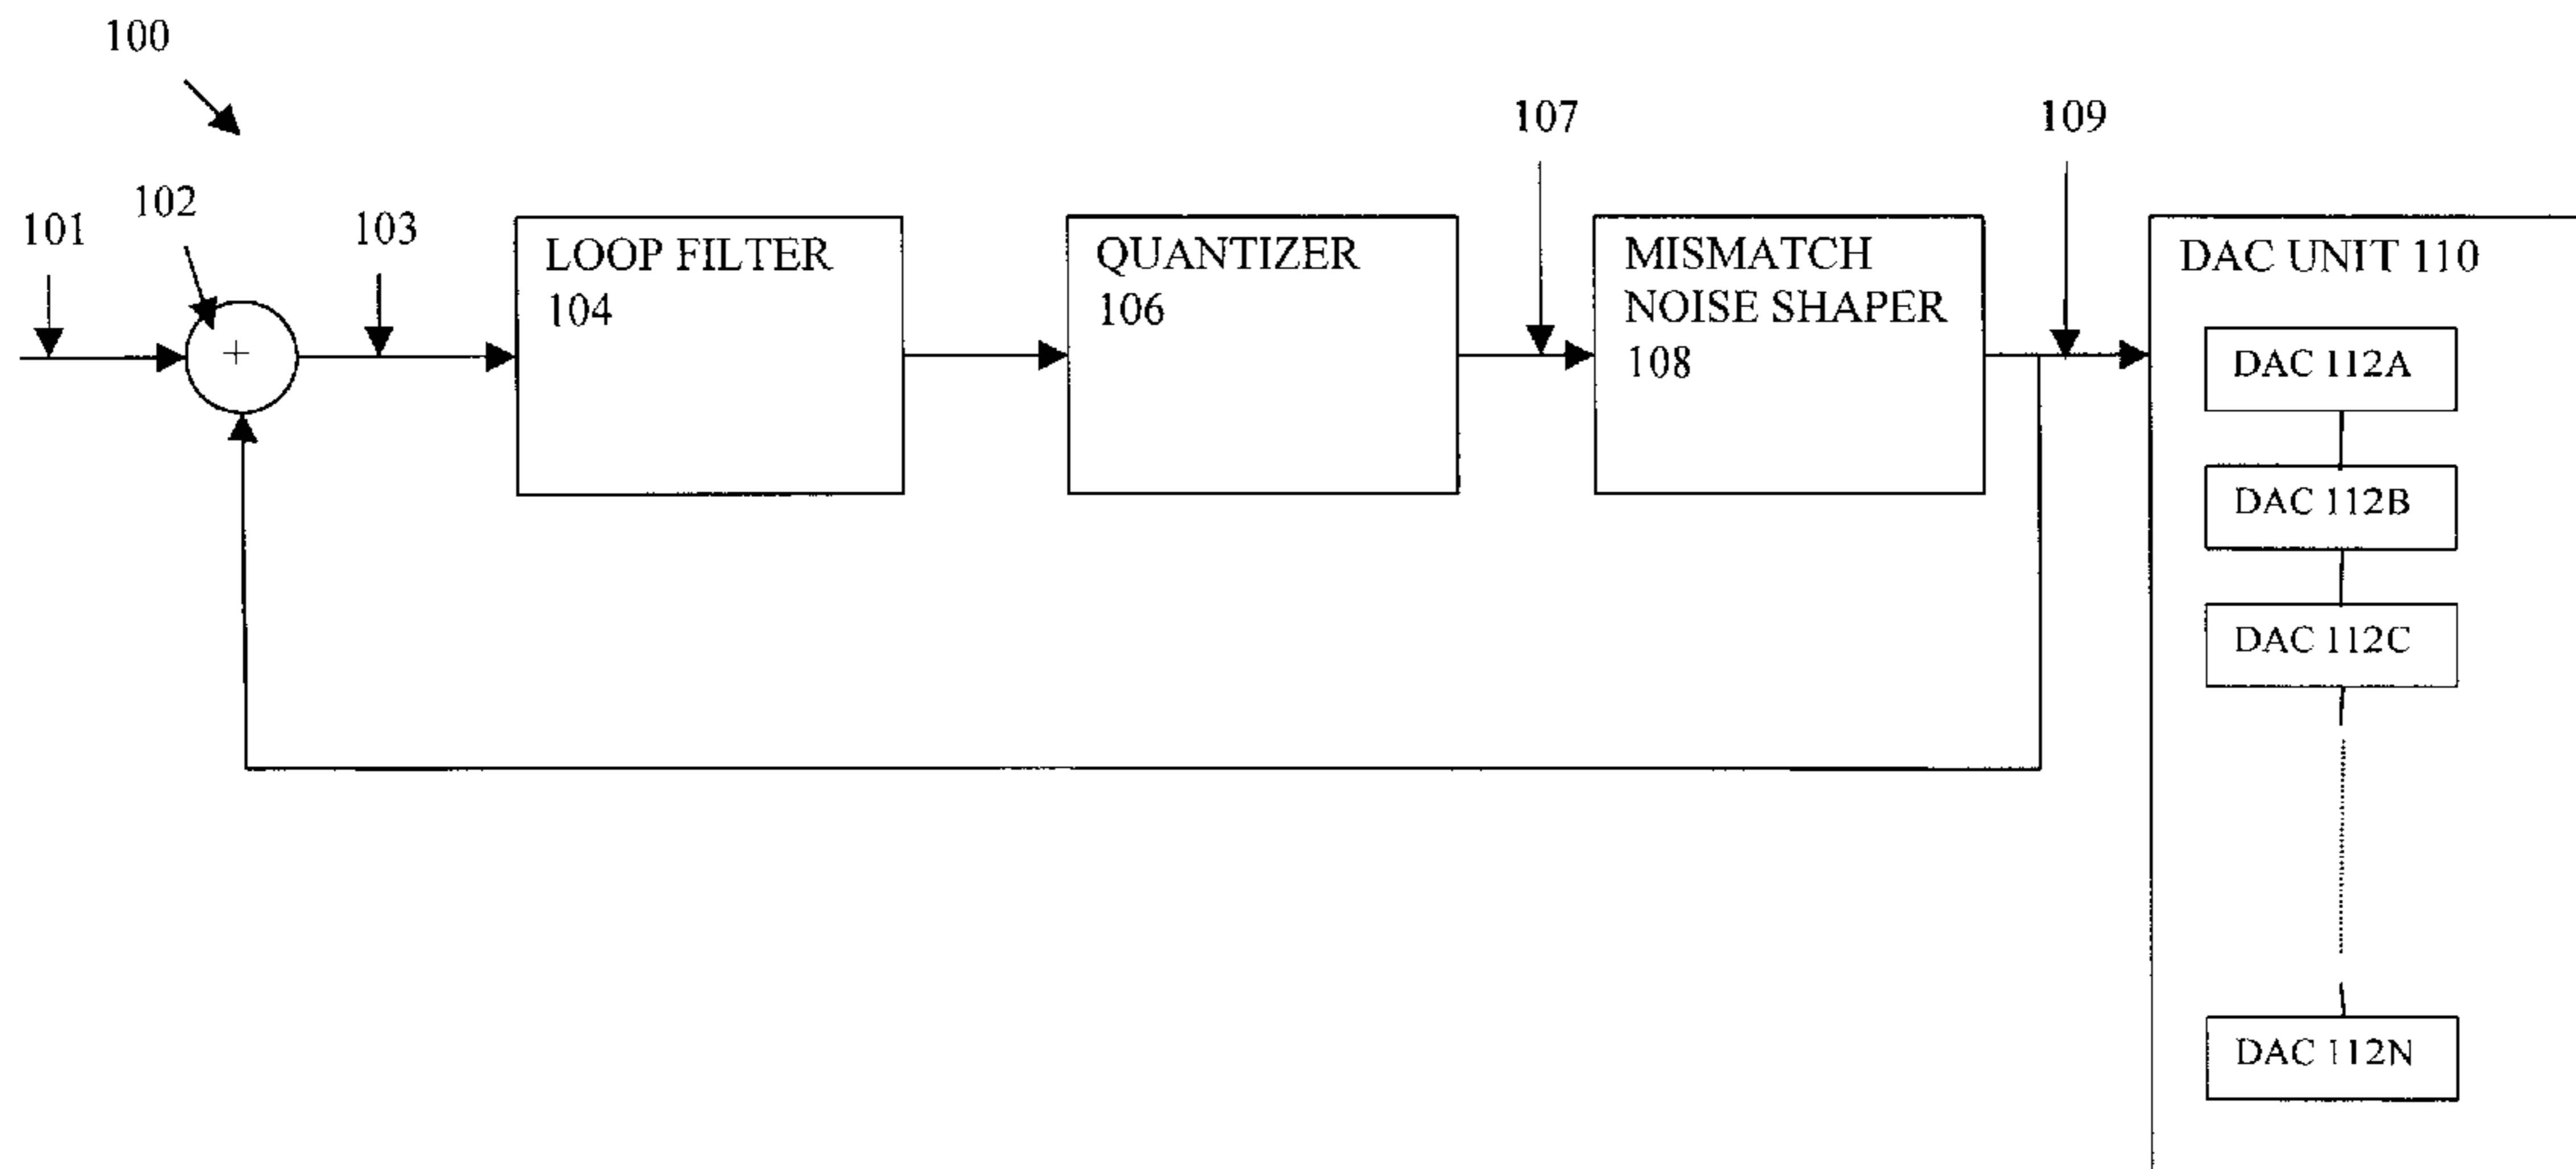 100
107
109
101
102
103
LOOP FILTER
104
QUANTIZER
106
MISMATCH
NOISE SHAPER
108
DAC UNIT 110
+
DAC 112A
DAC 112B
DAC 112C
DAC 112N